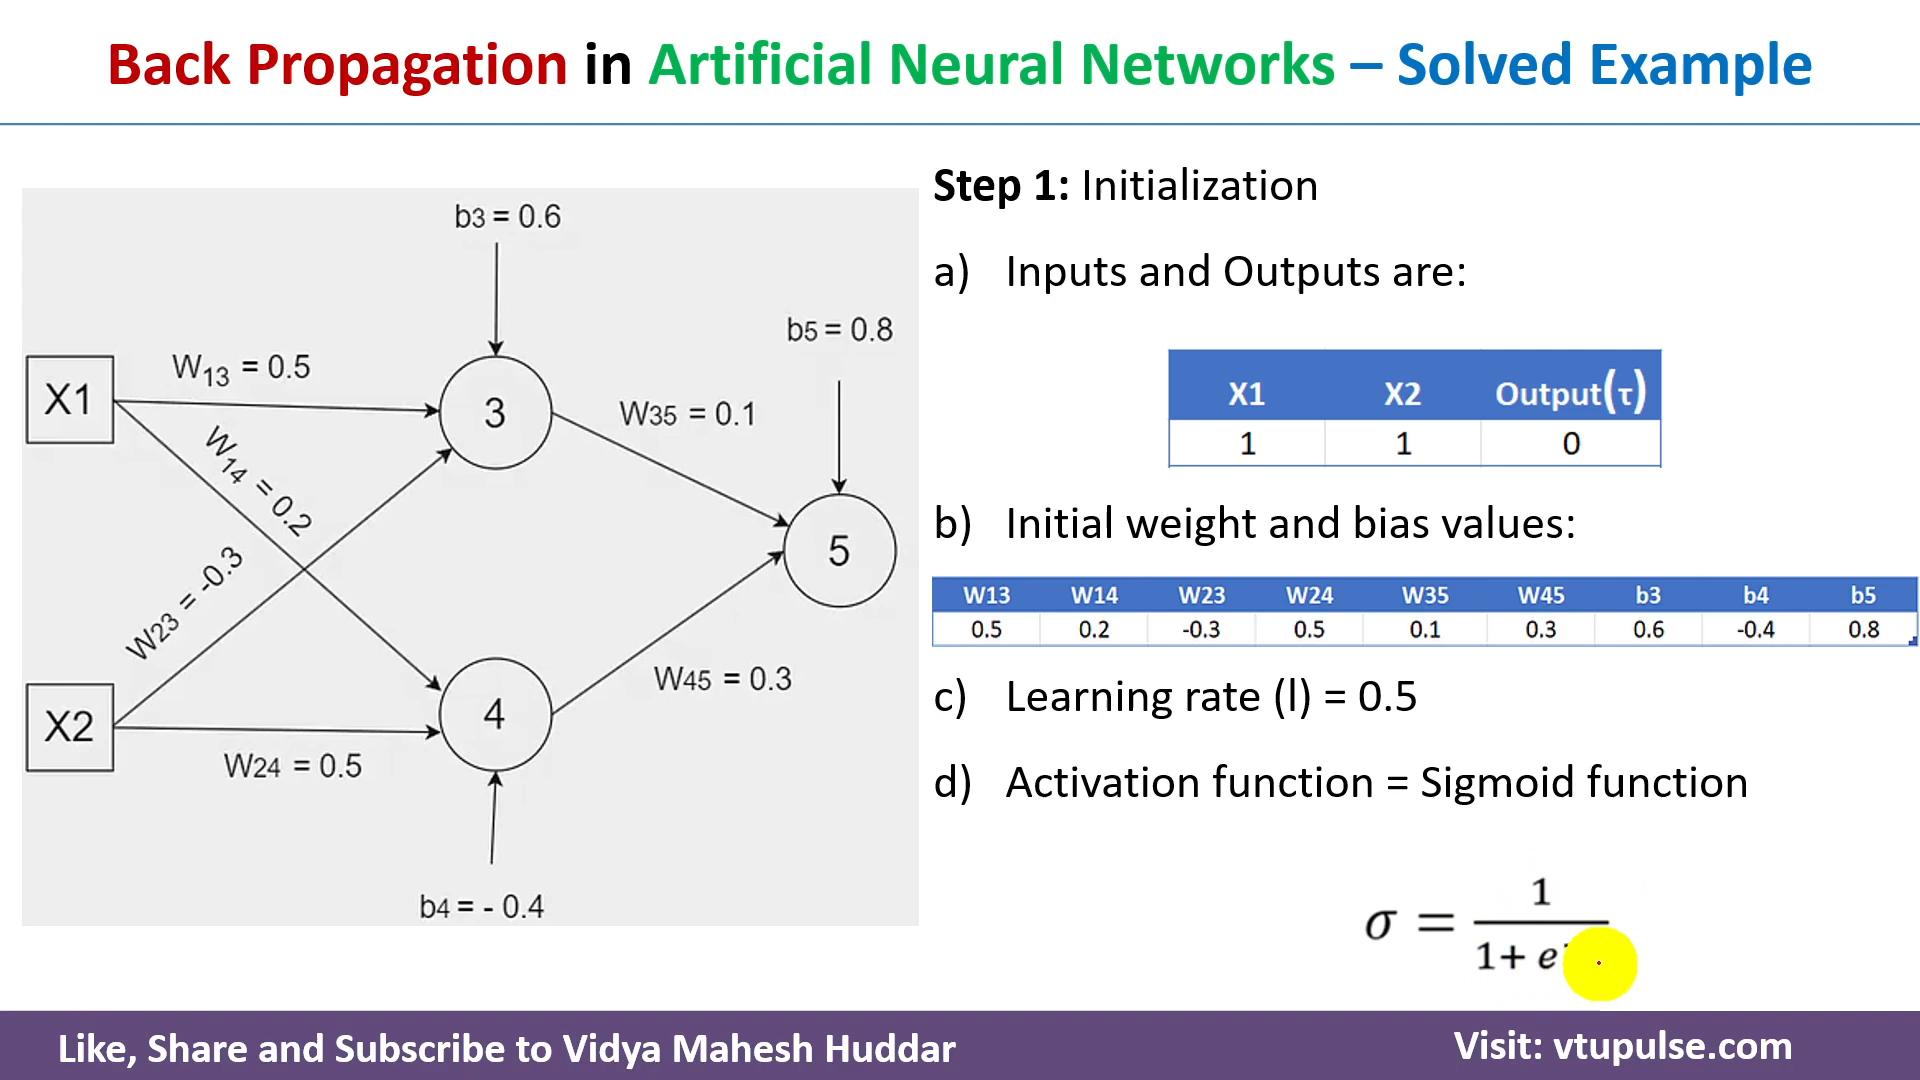 Back Propagation in Artificial Neural Networks – Solved Example
b3 = 0.6
b5 = 0.8
W13 = 0.5
X1
3
W35 = 0.1
W14 = 0.2
5
W23 = -0.3
X2
4
W45 = 0.3
W24 = 0.5
b4 = - 0.4
Step 1: Initialization
a) Inputs and Outputs are:
X1 X2 Output(τ)
1 1 0
b) Initial weight and bias values:
W13 W14 W23 W24 W35 W45 b3 b4 b5
0.5 0.2 -0.3 0.5 0.1 0.3 0.6 -0.4 0.8
c) Learning rate (l) = 0.5
d) Activation function = Sigmoid function
σ =
1
1+ e
Like, Share and Subscribe to Vidya Mahesh Huddar
Visit: vtupulse.com